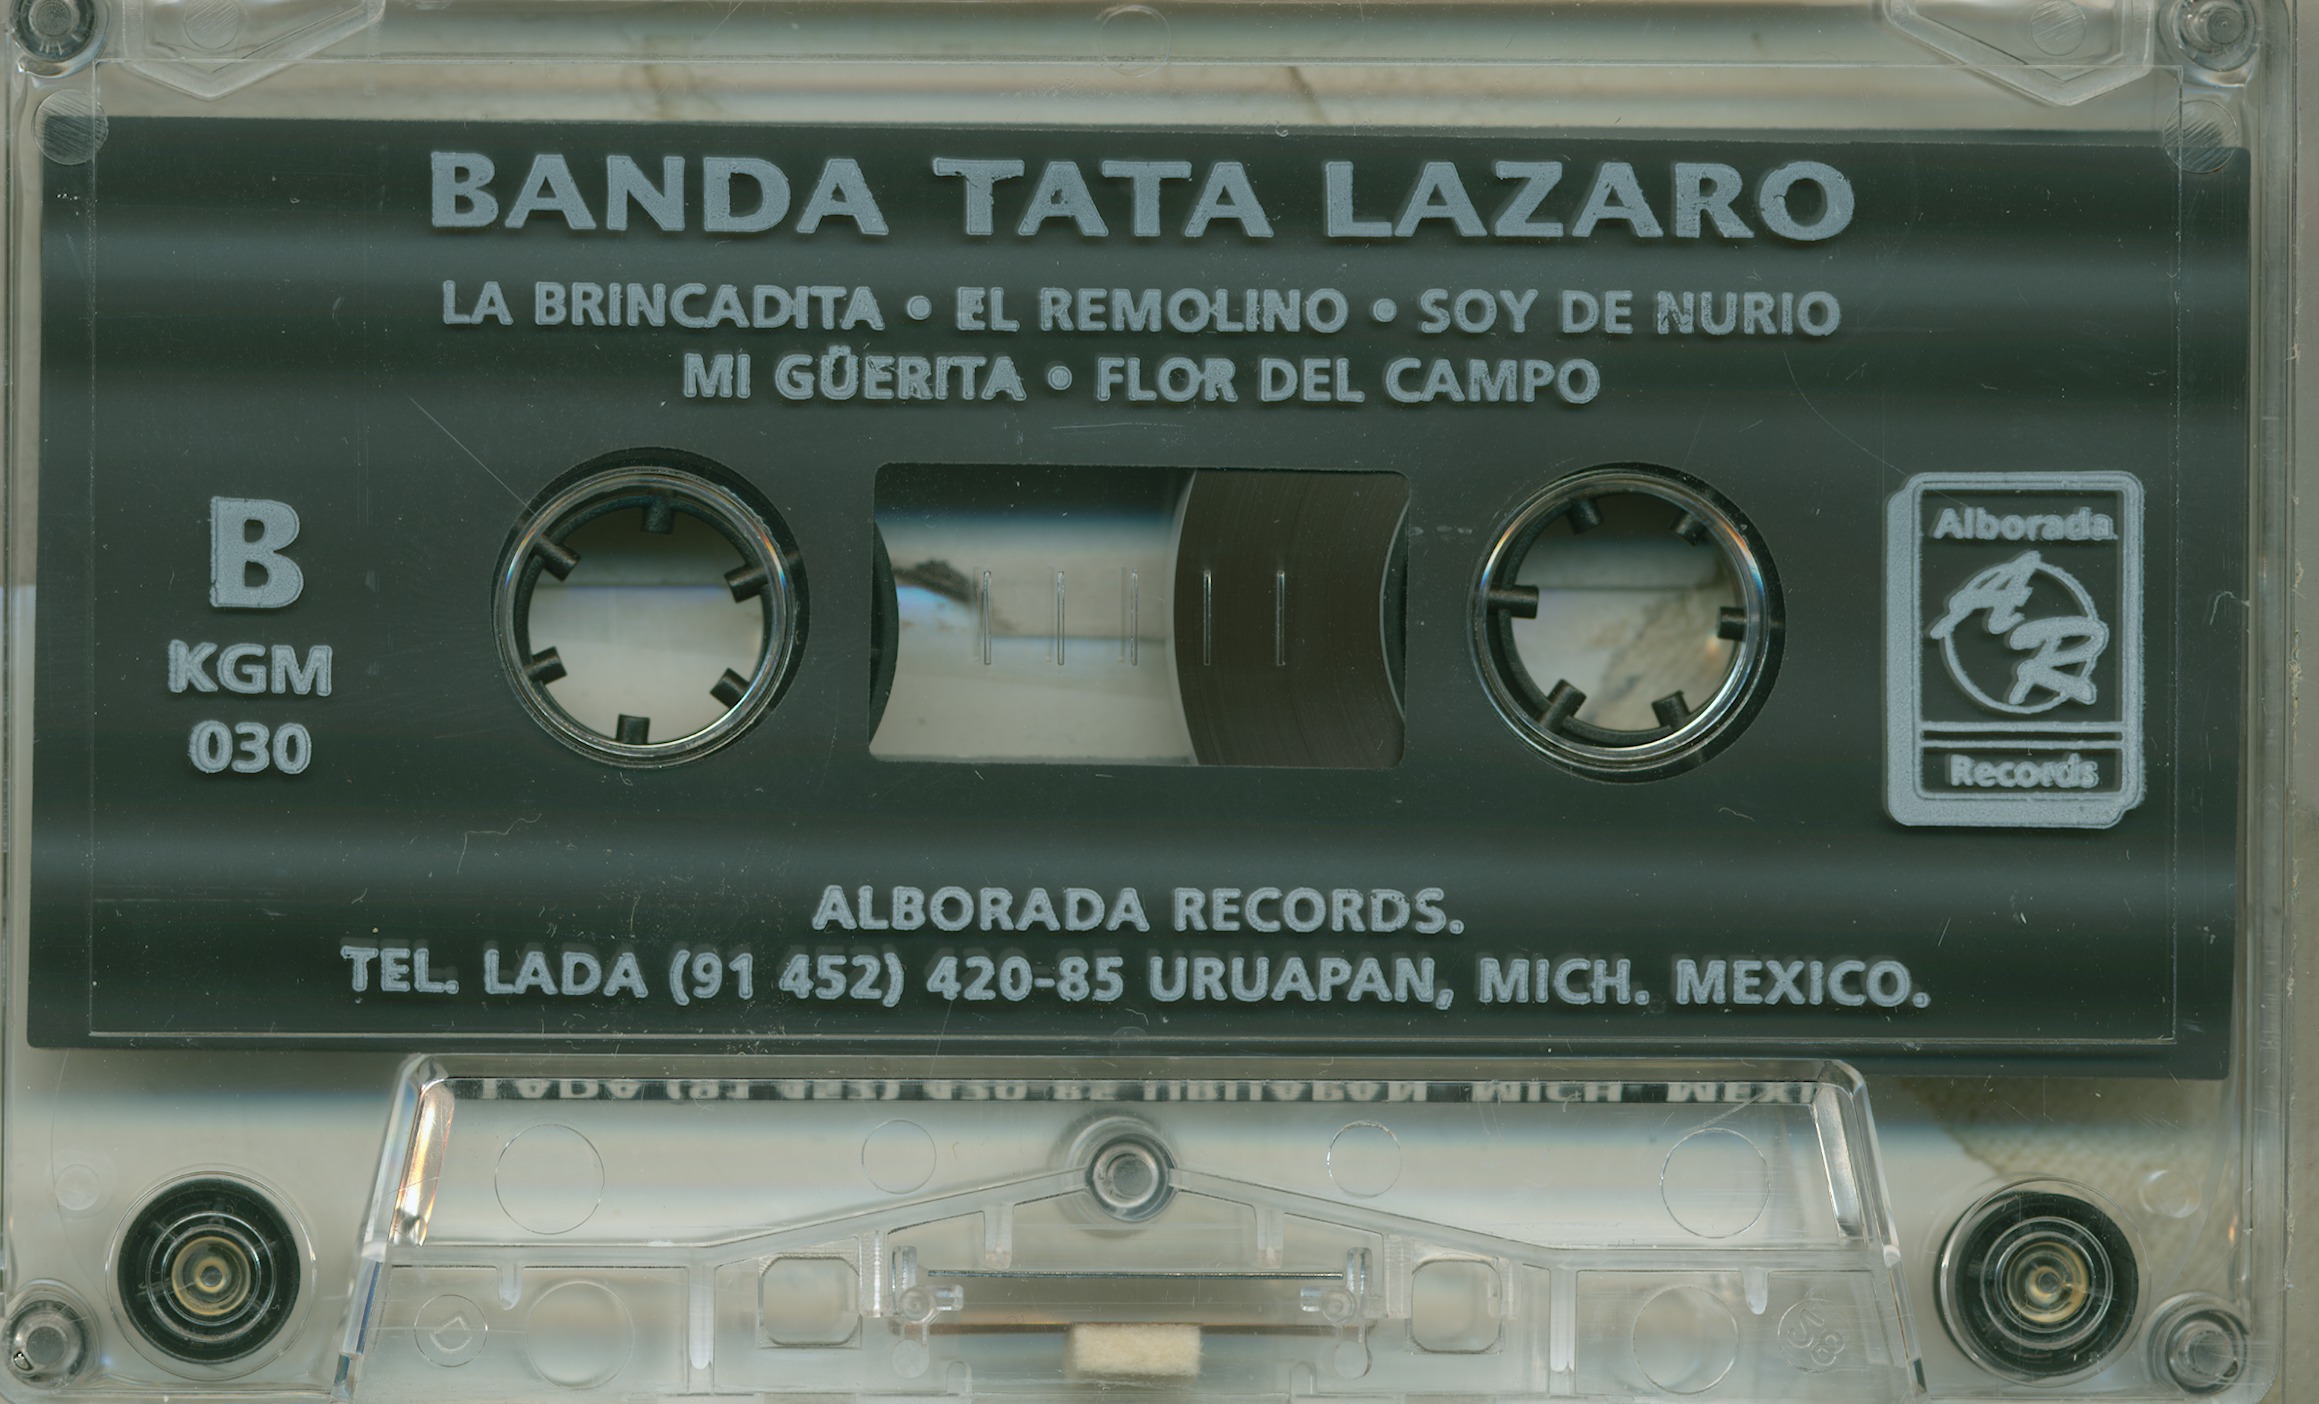 BANDA TATA LAZARO
LA BRINCADITA • EL REMOLINO • SOY DE NURIO
MI GÜERITA • FLOR DEL CAMPO
B
KGM
030
Alborada
AR
Records
ALBORADA RECORDS.
TEL. LADA (91 452) 420-85 URUAPAN, MICH. MEXICO.